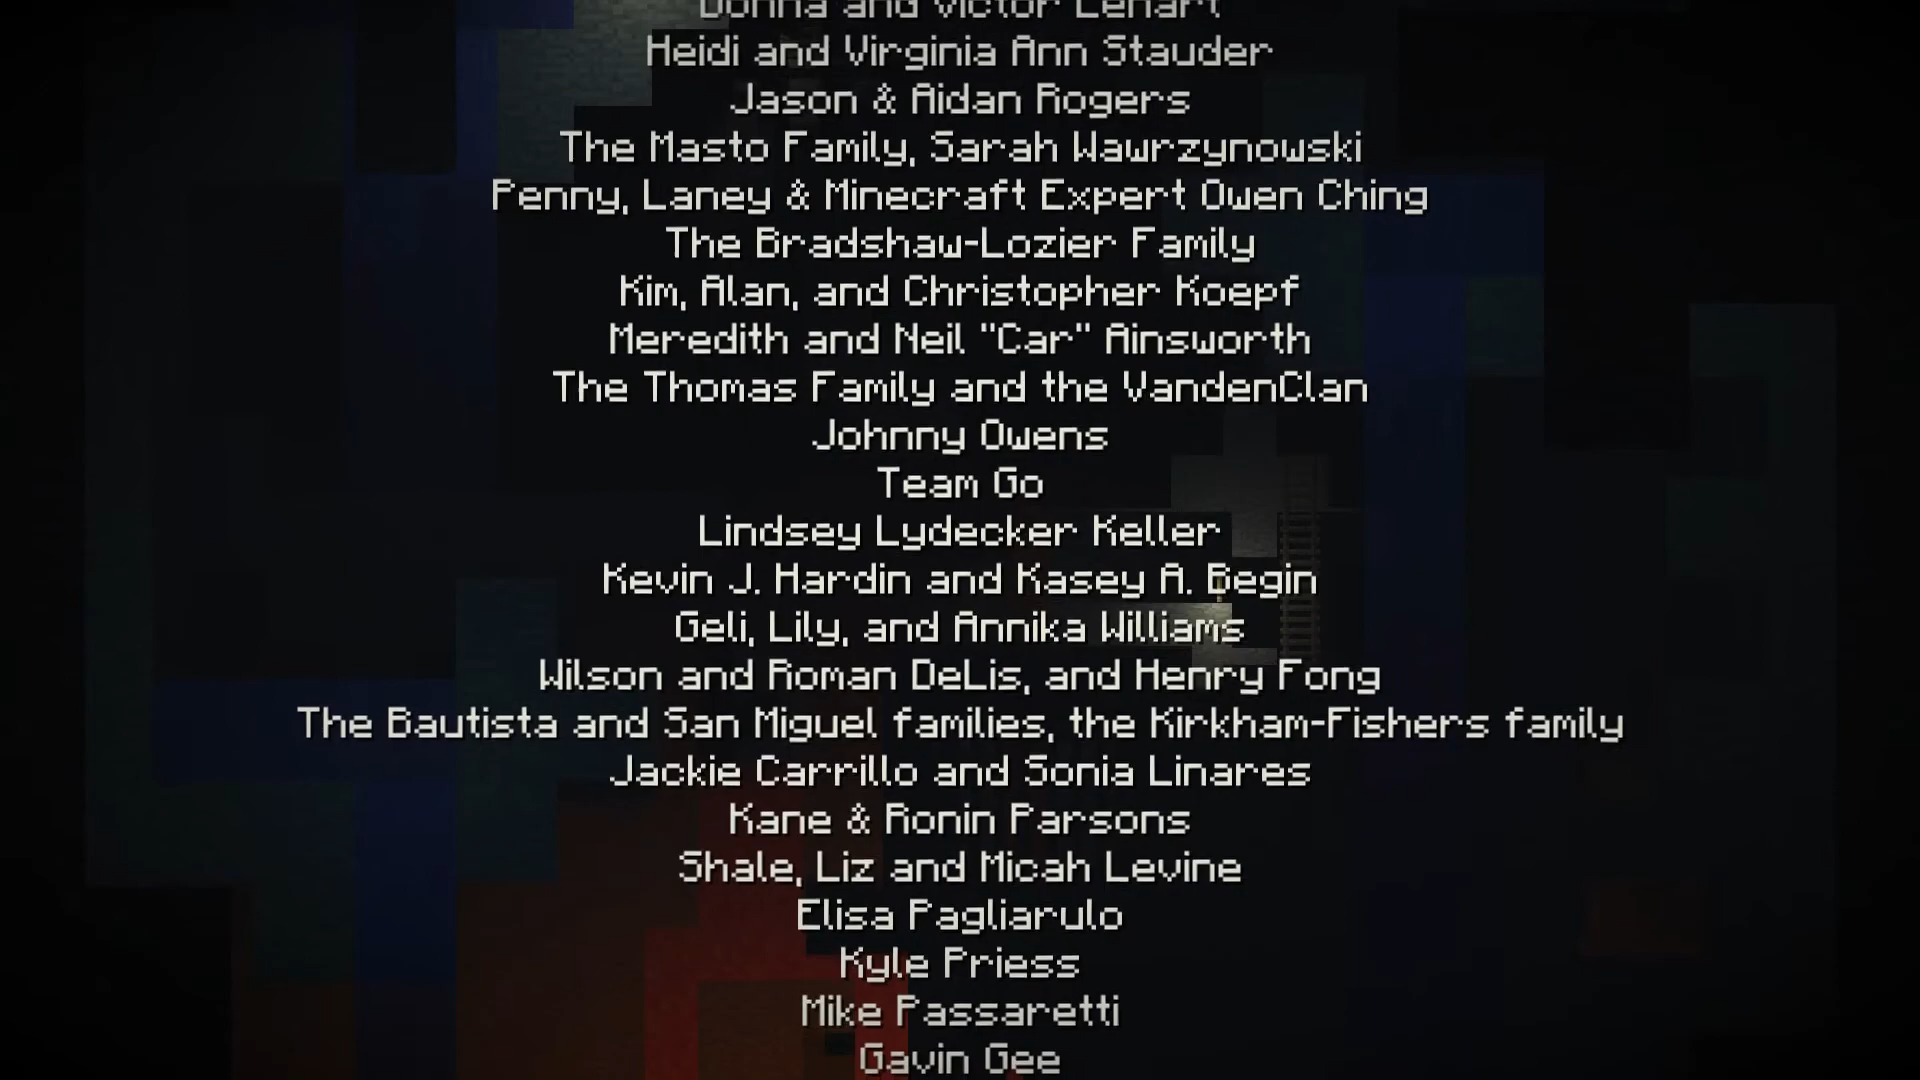 Donna and Victor Lenart
Heidi and Virginia Ann Stauder
Jason & Aidan Rogers
The Masto Family, Sarah Wawrzynowski
Penny, Laney & Minecraft Expert Owen Ching
The Bradshaw-Lozier Family
Kim, Alan, and Christopher Koepf
Meredith and Neil "Car" Ainsworth
The Thomas Family and the VandenClan
Johnny Owens
Team Go
Lindsey Lydecker Keller
Kevin J. Hardin and Kasey A. Begin
Geli, Lily, and Annika Williams
Wilson and Roman DeLis, and Henry Fong
The Bautista and San Miguel families, the Kirkham-Fishers family
Jackie Carrillo and Sonia Linares
Kane & Ronin Parsons
Shale, Liz and Micah Levine
Elisa Pagliarulo
Kyle Priess
Mike Passaretti
Gavin Gee